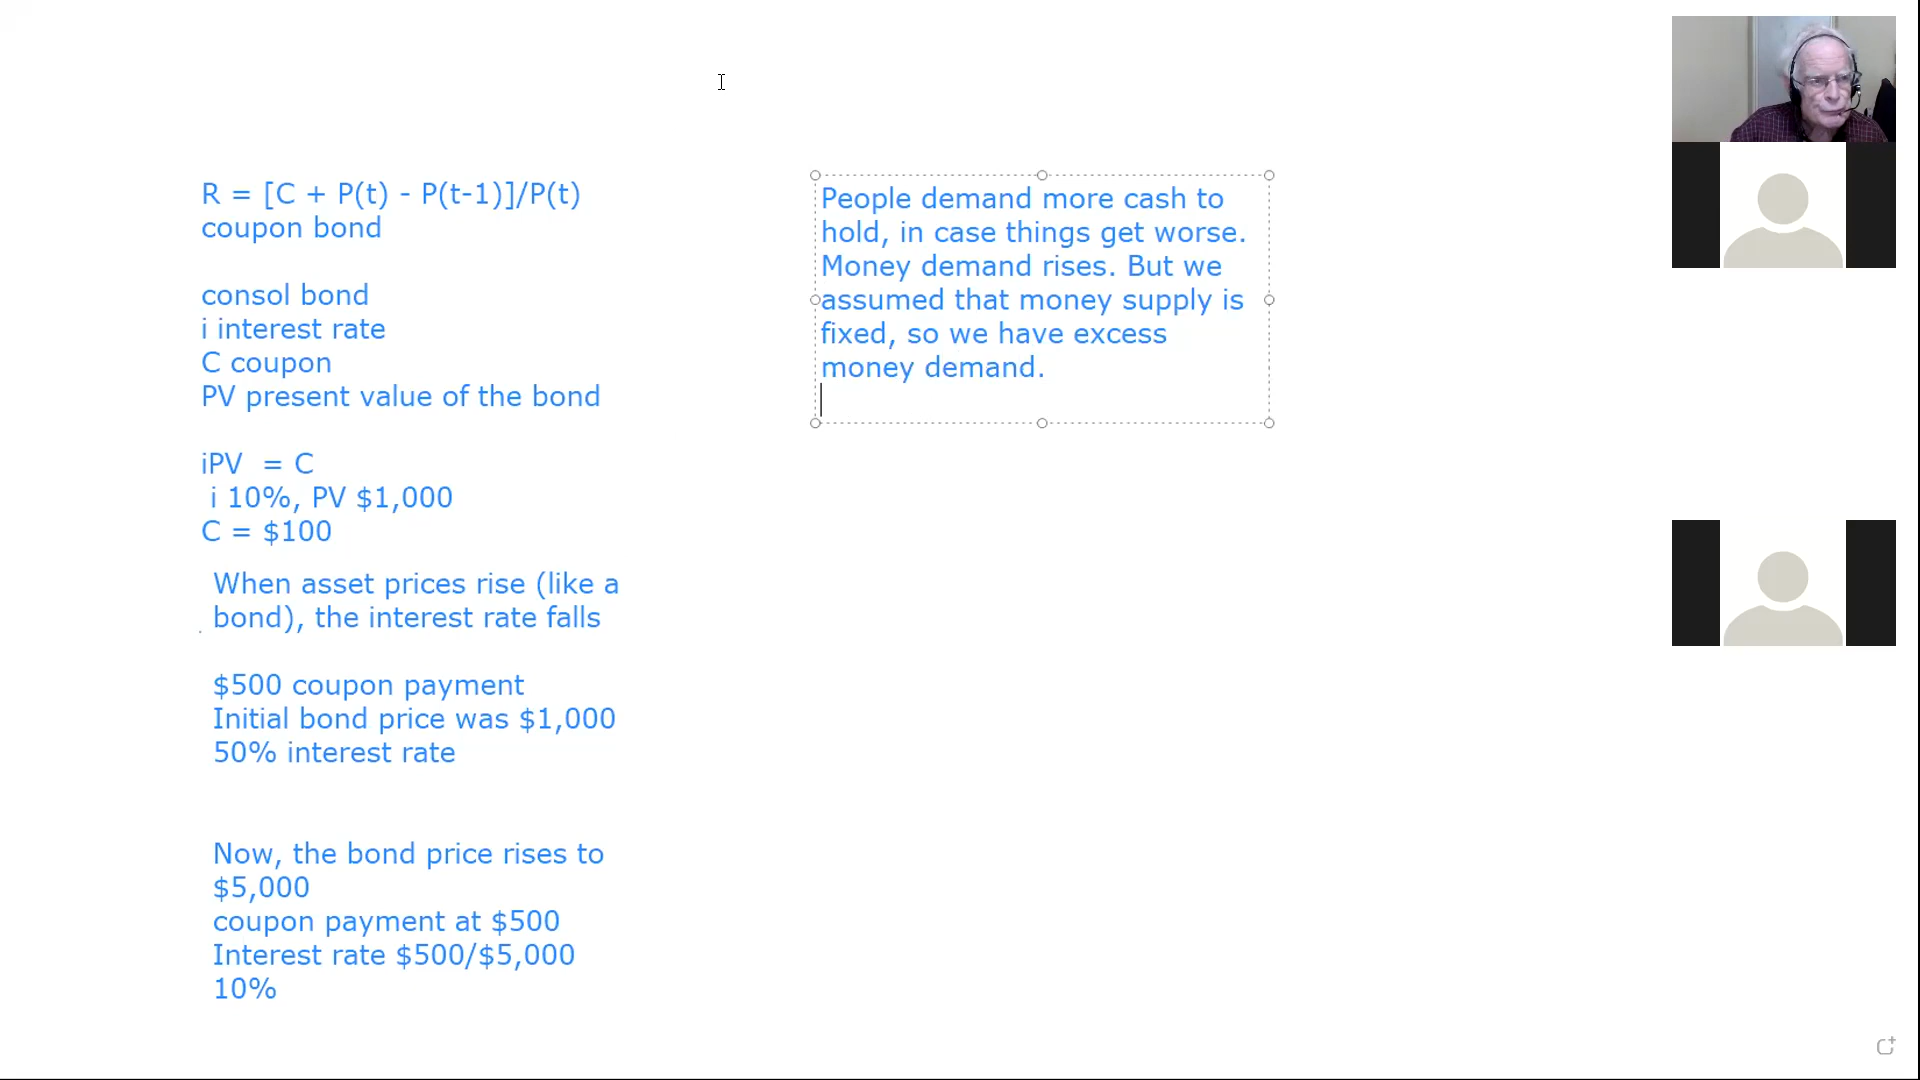 R = [C + P(t) - P(t-1)]/P(t)
coupon bond
consol bond
i interest rate
C coupon
PV present value of the bond
iPV  = C
i 10%, PV $1,000
C = $100
When asset prices rise (like a
bond), the interest rate falls
$500 coupon payment
Initial bond price was $1,000
50% interest rate
Now, the bond price rises to
$5,000
coupon payment at $500
Interest rate $500/$5,000
10%
People demand more cash to
hold, in case things get worse.
Money demand rises. But we
assumed that money supply is
fixed, so we have excess
money demand.